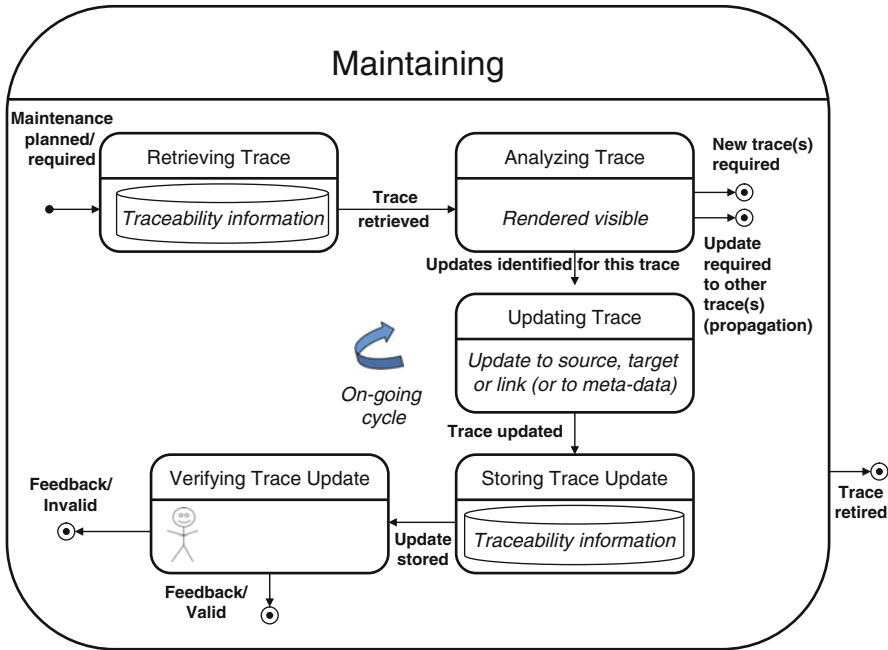 Maintaining
Maintenance
planned/
required
Retrieving Trace
Traceability information
Trace
retrieved
Analyzing Trace
Rendered visible
New trace(s)
required
Update
required
to other
trace(s)
(propagation)
Updates identified for this trace
Updating Trace
Update to source, target
or link (or to meta-data)
On-going
cycle
Trace updated
Storing Trace Update
Traceability information
Update
stored
Verifying Trace Update
Feedback/
Invalid
Feedback/
Valid
Trace
retired